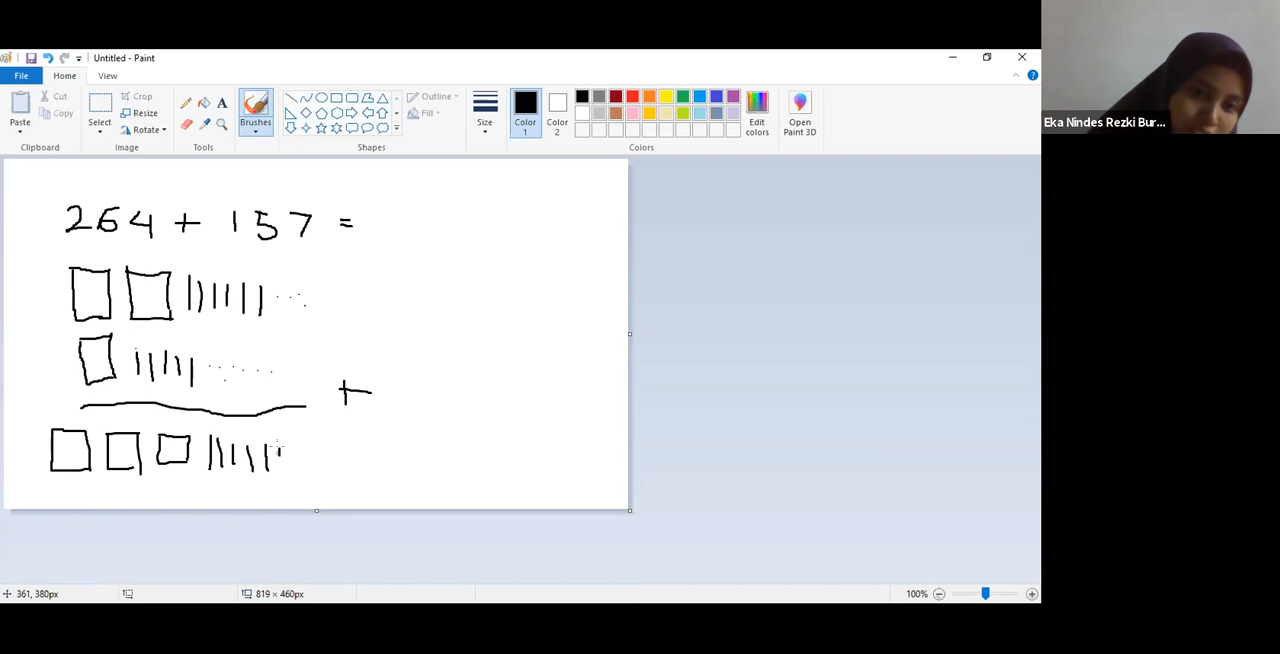 Untitled - Paint
File Home View
Paste
Cut
Copy
Clipboard
Select
Crop
Resize
Rotate
Image
A
Tools
Brushes
Shapes
Outline
Fill
Size
Color 1
Color 2
Colors
Edit colors
Open Paint 3D
Eka Nindes Rezki Bur...
264 + 157 =
+
361, 380px
819 × 460px
100%